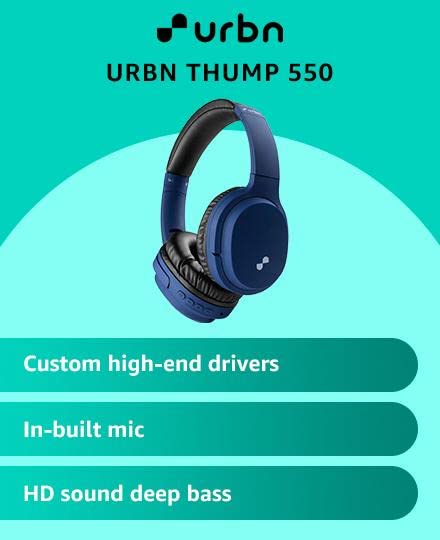 urbn
URBN THUMP 550
Custom high-end drivers
In-built mic
HD sound deep bass